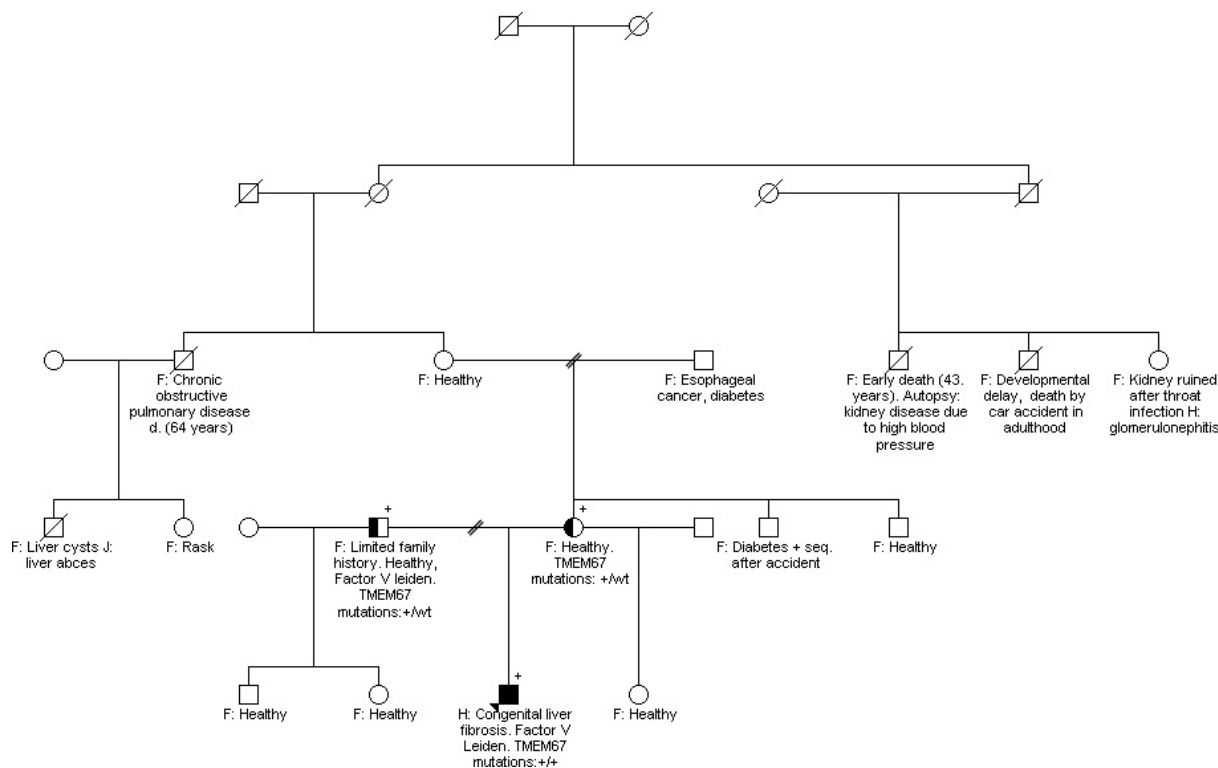 F: Chronic
obstructive
pulmonary disease
d. (64 years)
F: Healthy
F: Esophageal
cancer, diabetes
F: Early death (43.
years). Autopsy:
kidney disease due
to high blood
pressure
F: Developmental
delay, death by
car accident in
adulthood
F: Kidney ruined
after throat
infection H:
glomerulonephitis
+
+
F: Liver cysts J:
liver abces
F: Rask
F: Limited family
history. Healthy,
Factor V leiden.
TMEM67
mutations:+/wt
F: Healthy.
TMEM67
mutations: +/wt
F: Diabetes + seq.
after accident
F: Healthy
+
F: Healthy
F: Healthy
H: Congenital liver
fibrosis. Factor V
Leiden. TMEM67
mutations:+/+
F: Healthy